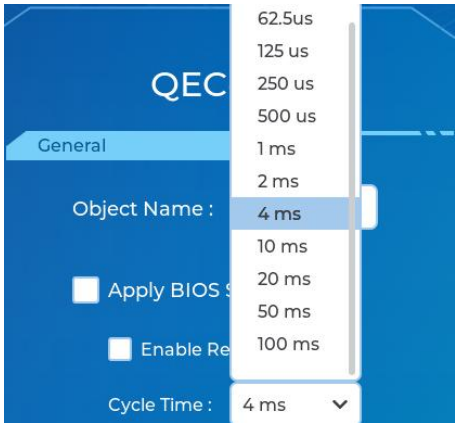 62.5us
125 us
QEC
250 us
500 us
General
1 ms
2 ms
Object Name :
4 ms
10 ms
Apply BIOS
20 ms
50 ms
Enable
100 ms
Cycle Time :
4 ms